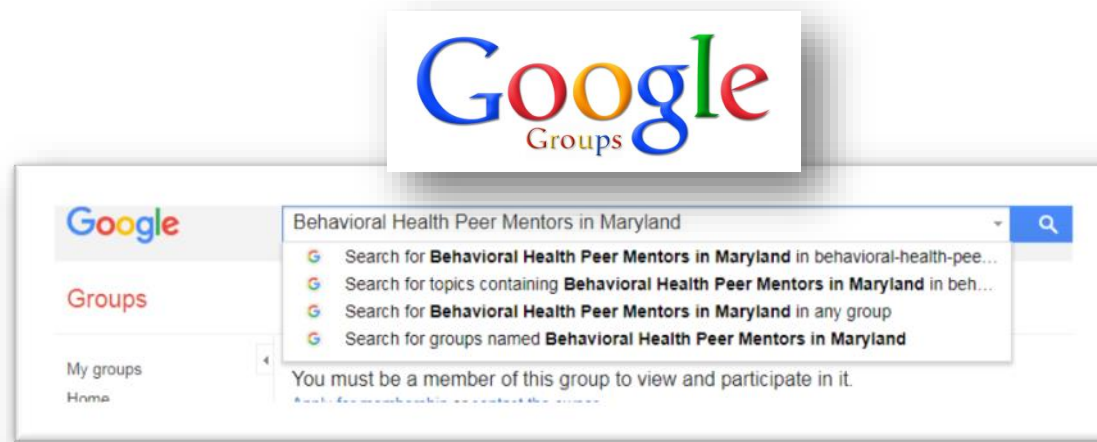 Google
Groups
Google
Behavioral Health Peer Mentors in Maryland
Search for Behavioral Health Peer Mentors in Maryland in behavioral-health-pee...
Search for topics containing Behavioral Health Peer Mentors in Maryland in beh...
Search for Behavioral Health Peer Mentors in Maryland in any group
Search for groups named Behavioral Health Peer Mentors in Maryland
Groups
My groups
Home
You must be a member of this group to view and participate in it.